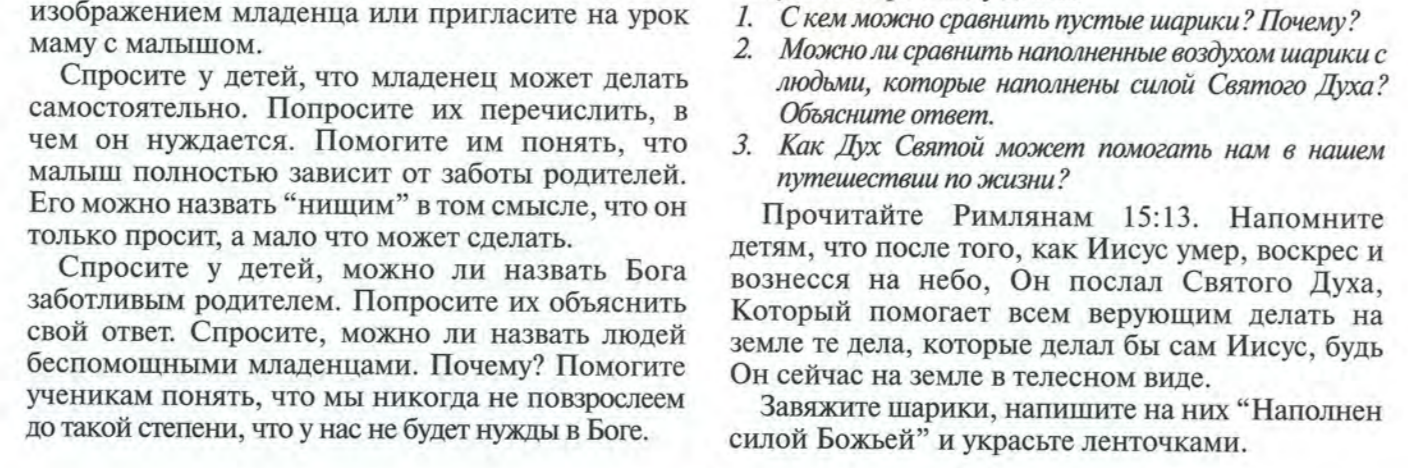 изображением младенца или пригласите на урок
маму с малышом.
Спросите у детей, что младенец может делать
самостоятельно. Попросите их перечислить, в
чем он нуждается. Помогите им понять, что
малыш полностью зависит от заботы родителей.
Его можно назвать “нищим” в том смысле, что он
только просит, а мало что может сделать.
Спросите у детей, можно ли назвать Бога
заботливым родителем. Попросите их объяснить
свой ответ. Спросите, можно ли назвать людей
беспомощными младенцами. Почему? Помогите
ученикам понять, что мы никогда не повзрослеем
до такой степени, что у нас не будет нужды в Боге.
1. С кем можно сравнить пустые шарики? Почему?
2. Можно ли сравнить наполненные воздухом шарики с
людьми, которые наполнены силой Святого Духа?
Объясните ответ.
3. Как Дух Святой может помогать нам в нашем
путешествии по жизни?
Прочитайте Римлянам 15:13. Напомните
детям, что после того, как Иисус умер, воскрес и
вознесся на небо, Он послал Святого Духа,
Который помогает всем верующим делать на
земле те дела, которые делал бы сам Иисус, будь
Он сейчас на земле в телесном виде.
Завяжите шарики, напишите на них “Наполнен
силой Божьей” и украсьте ленточками.